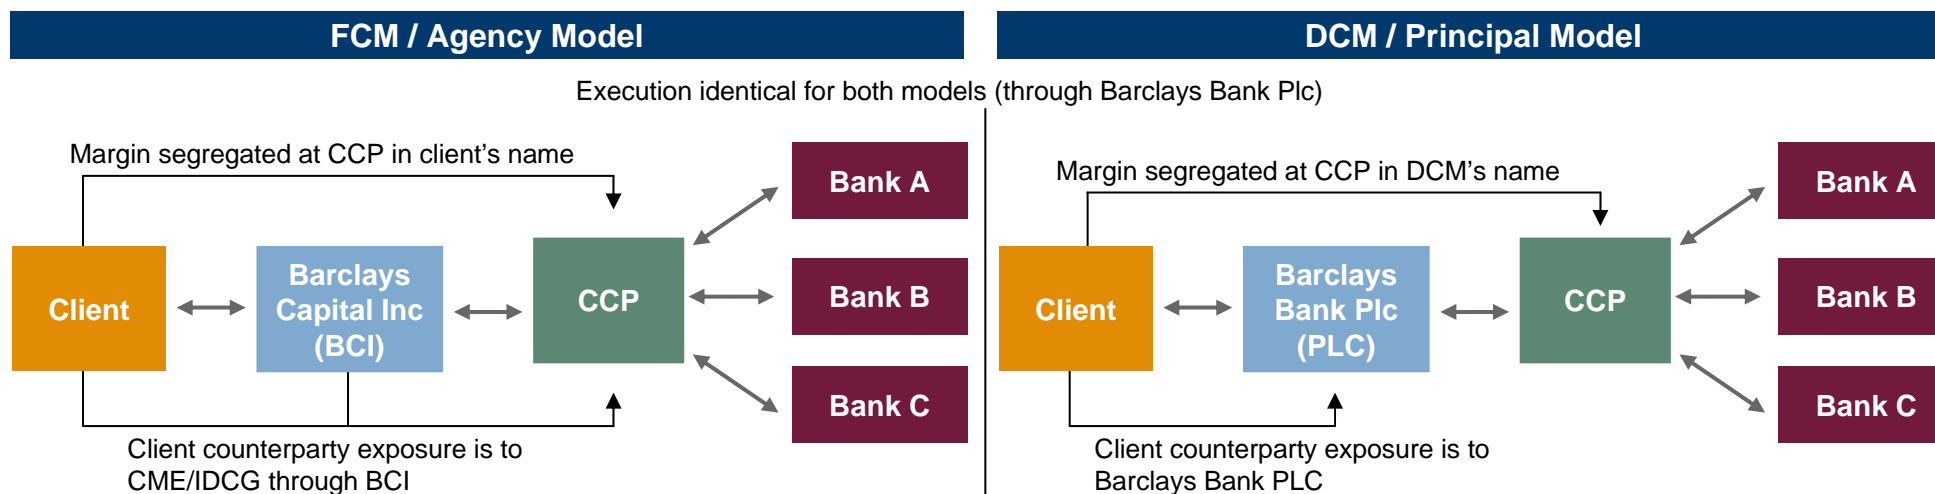 FCM / Agency Model
DCM / Principal Model
Execution identical for both models (through Barclays Bank Plc)
Margin segregated at CCP in client's name
Client
Barclays
Capital Inc
(BCI)
CCP
Bank A
Bank B
Bank C
Client counterparty exposure is to
CME/IDCG through BCI
Margin segregated at CCP in DCM's name
Client
Barclays
Bank Plc
(PLC)
CCP
Bank A
Bank B
Bank C
Client counterparty exposure is to
Barclays Bank PLC